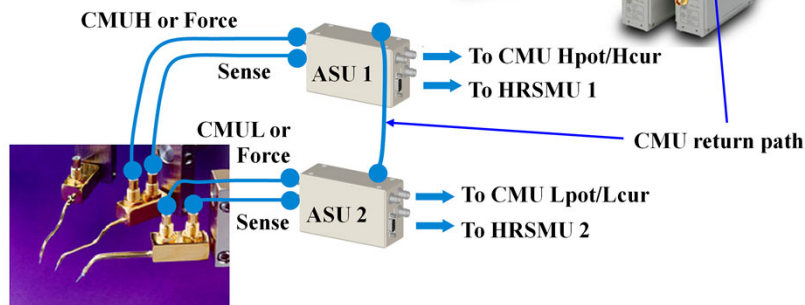 CMUH or Force
Sense
ASU 1
To CMU Hpot/Hcur
To HRSMU 1
CMUL or
Force
CMU return path
Sense
ASU 2
To CMU Lpot/Lcur
To HRSMU 2